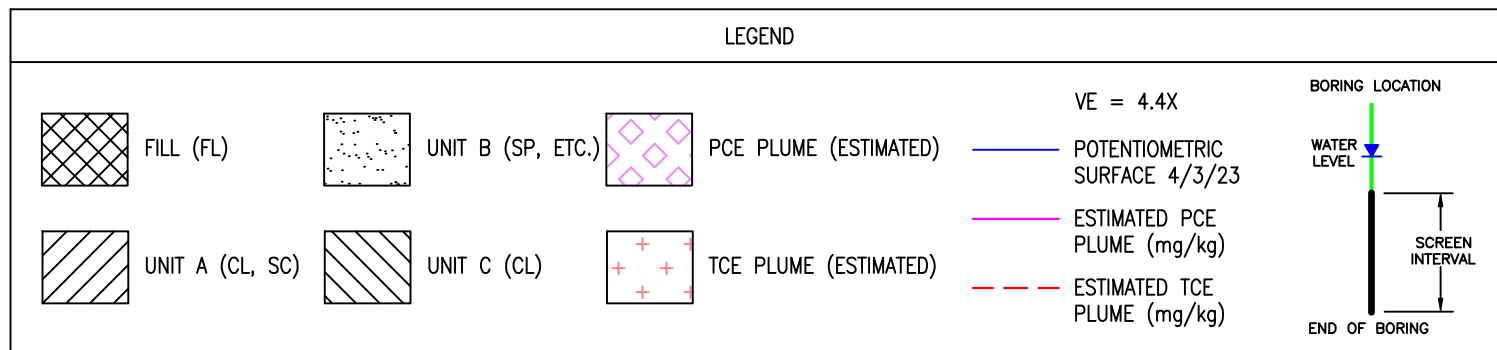 LEGEND
FILL (FL)
UNIT B (SP, ETC.)
PCE PLUME (ESTIMATED)
UNIT A (CL, SC)
UNIT C (CL)
TCE PLUME (ESTIMATED)
VE = 4.4X
POTENTIOMETRIC
SURFACE 4/3/23
ESTIMATED PCE
PLUME (mg/kg)
ESTIMATED TCE
PLUME (mg/kg)
BORING LOCATION
WATER
LEVEL
SCREEN
INTERVAL
END OF BORING